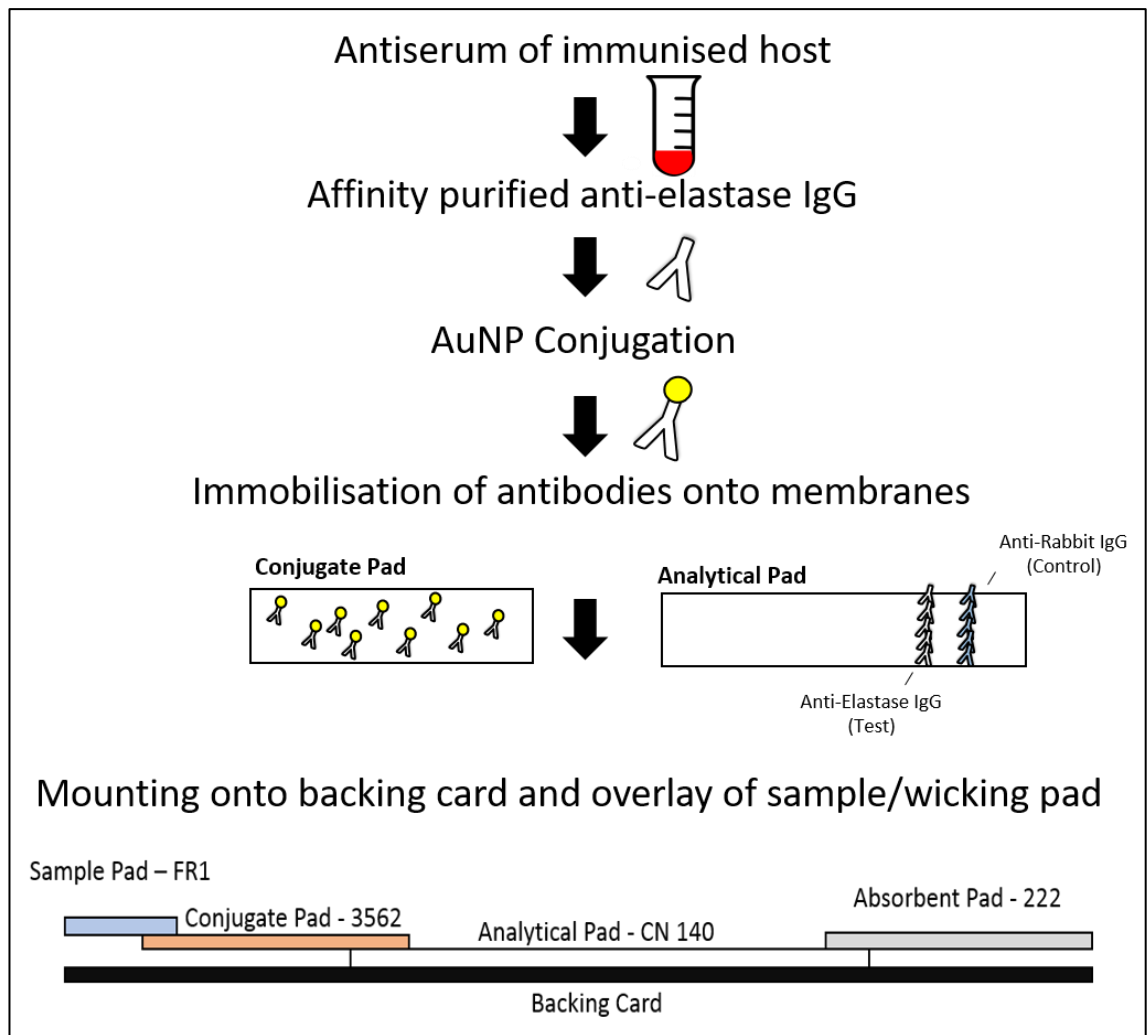 Antiserum of immunised host
Affinity purified anti-elastase IgG
AuNP Conjugation
Immobilisation of antibodies onto membranes
Conjugate Pad
Analytical Pad
Anti-Rabbit IgG
(Control)
Anti-Elastase IgG
(Test)
Mounting onto backing card and overlay of sample/wicking pad
Sample Pad – FR1
Conjugate Pad - 3562
Analytical Pad - CN 140
Absorbent Pad - 222
Backing Card